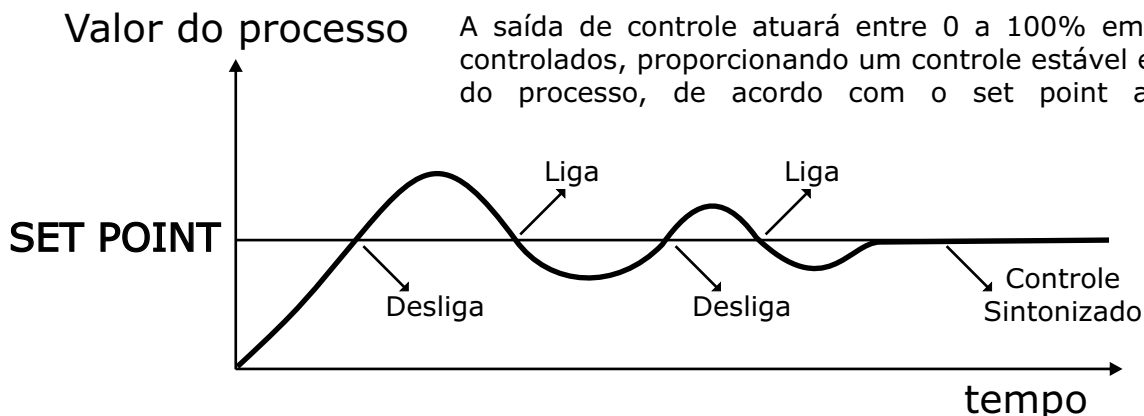 Valor do processo
A saída de controle atuará entre 0 a 100% em
controlados, proporcionando um controle estável e
do processo, de acordo com o set point a
Liga
Liga
SET POINT
Desliga
Desliga
Controle
Sintonizado
tempo